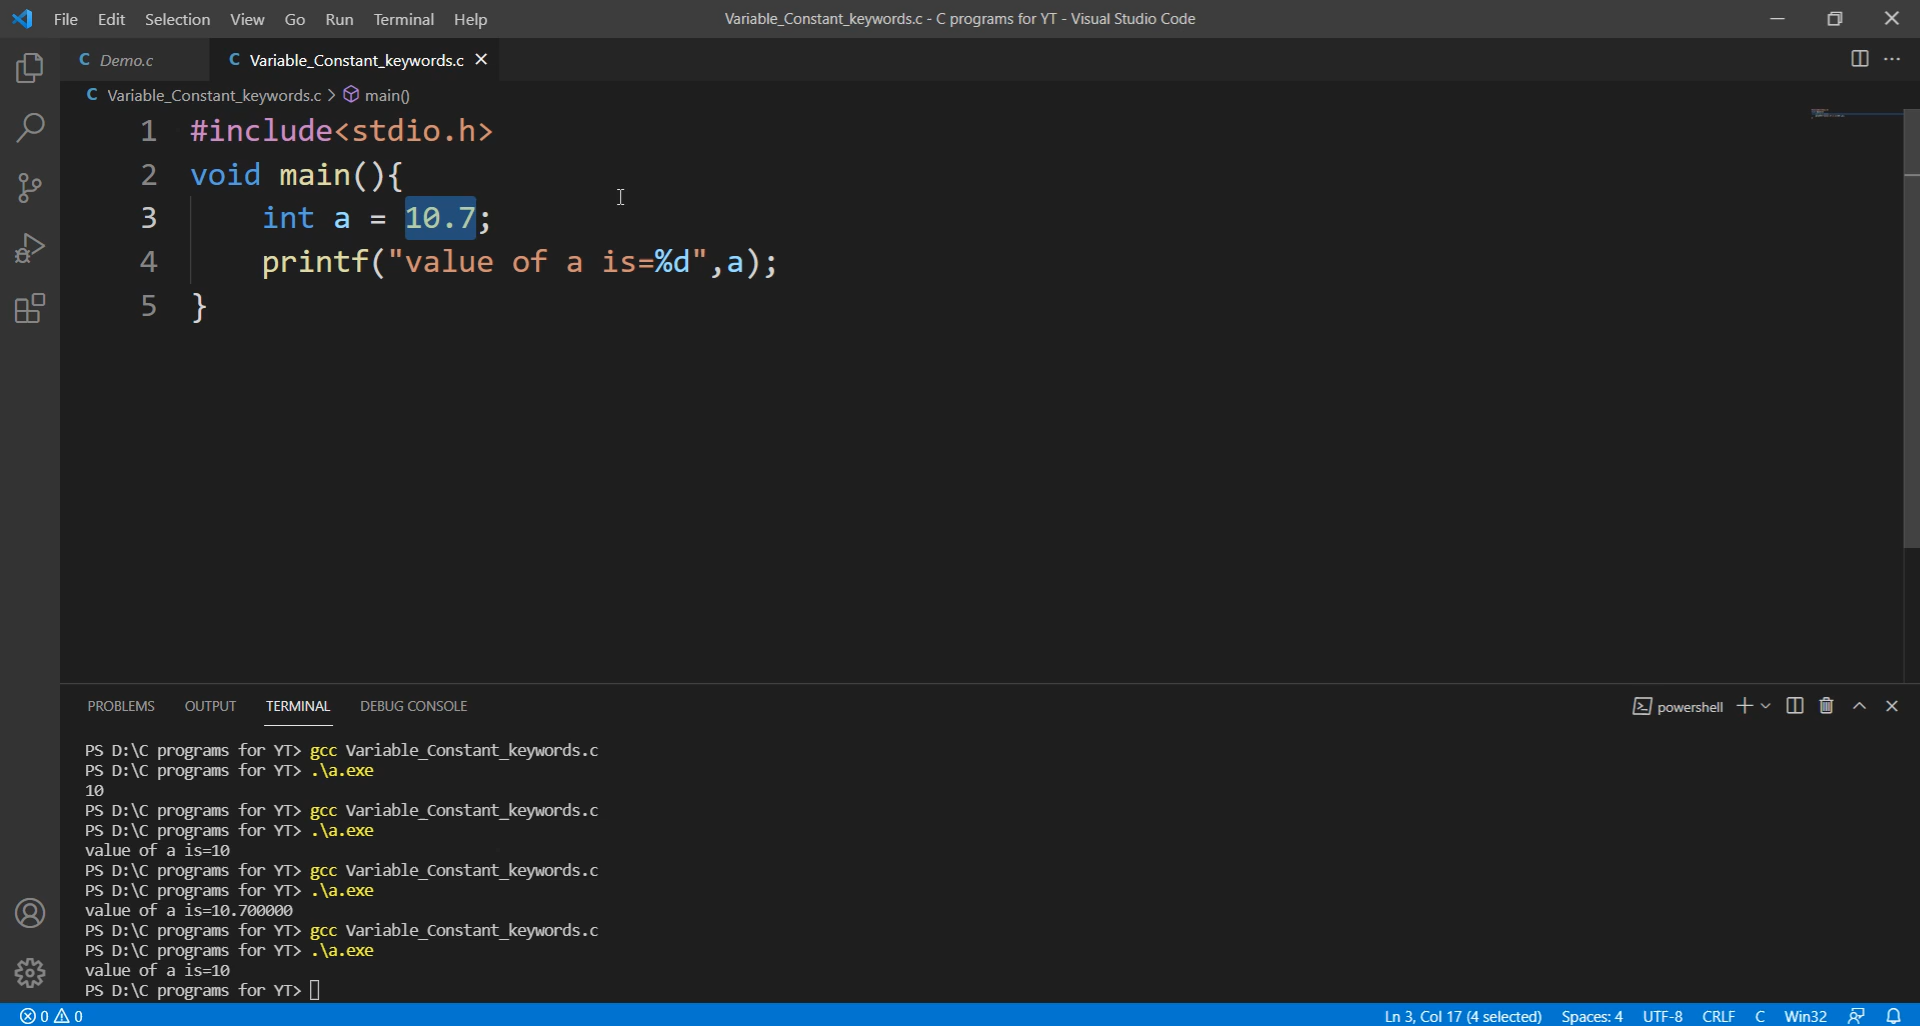 File Edit Selection View Go Run Terminal Help
Variable_Constant_keywords.c - C programs for YT - Visual Studio Code
C Demo.c
C Variable_Constant_keywords.c
C Variable_Constant_keywords.c > main()
1 #include<stdio.h>
2 void main(){
3 int a = 10.7;
4 printf("value of a is=%d",a);
5 }
PROBLEMS OUTPUT TERMINAL DEBUG CONSOLE
powershell
PS D:\C programs for YT> gcc Variable_Constant_keywords.c
PS D:\C programs for YT> .\a.exe
10
PS D:\C programs for YT> gcc Variable_Constant_keywords.c
PS D:\C programs for YT> .\a.exe
value of a is=10
PS D:\C programs for YT> gcc Variable_Constant_keywords.c
PS D:\C programs for YT> .\a.exe
value of a is=10.700000
PS D:\C programs for YT> gcc Variable_Constant_keywords.c
PS D:\C programs for YT> .\a.exe
value of a is=10
PS D:\C programs for YT>
0 0
Ln 3, Col 17 (4 selected) Spaces: 4 UTF-8 CRLF C Win32